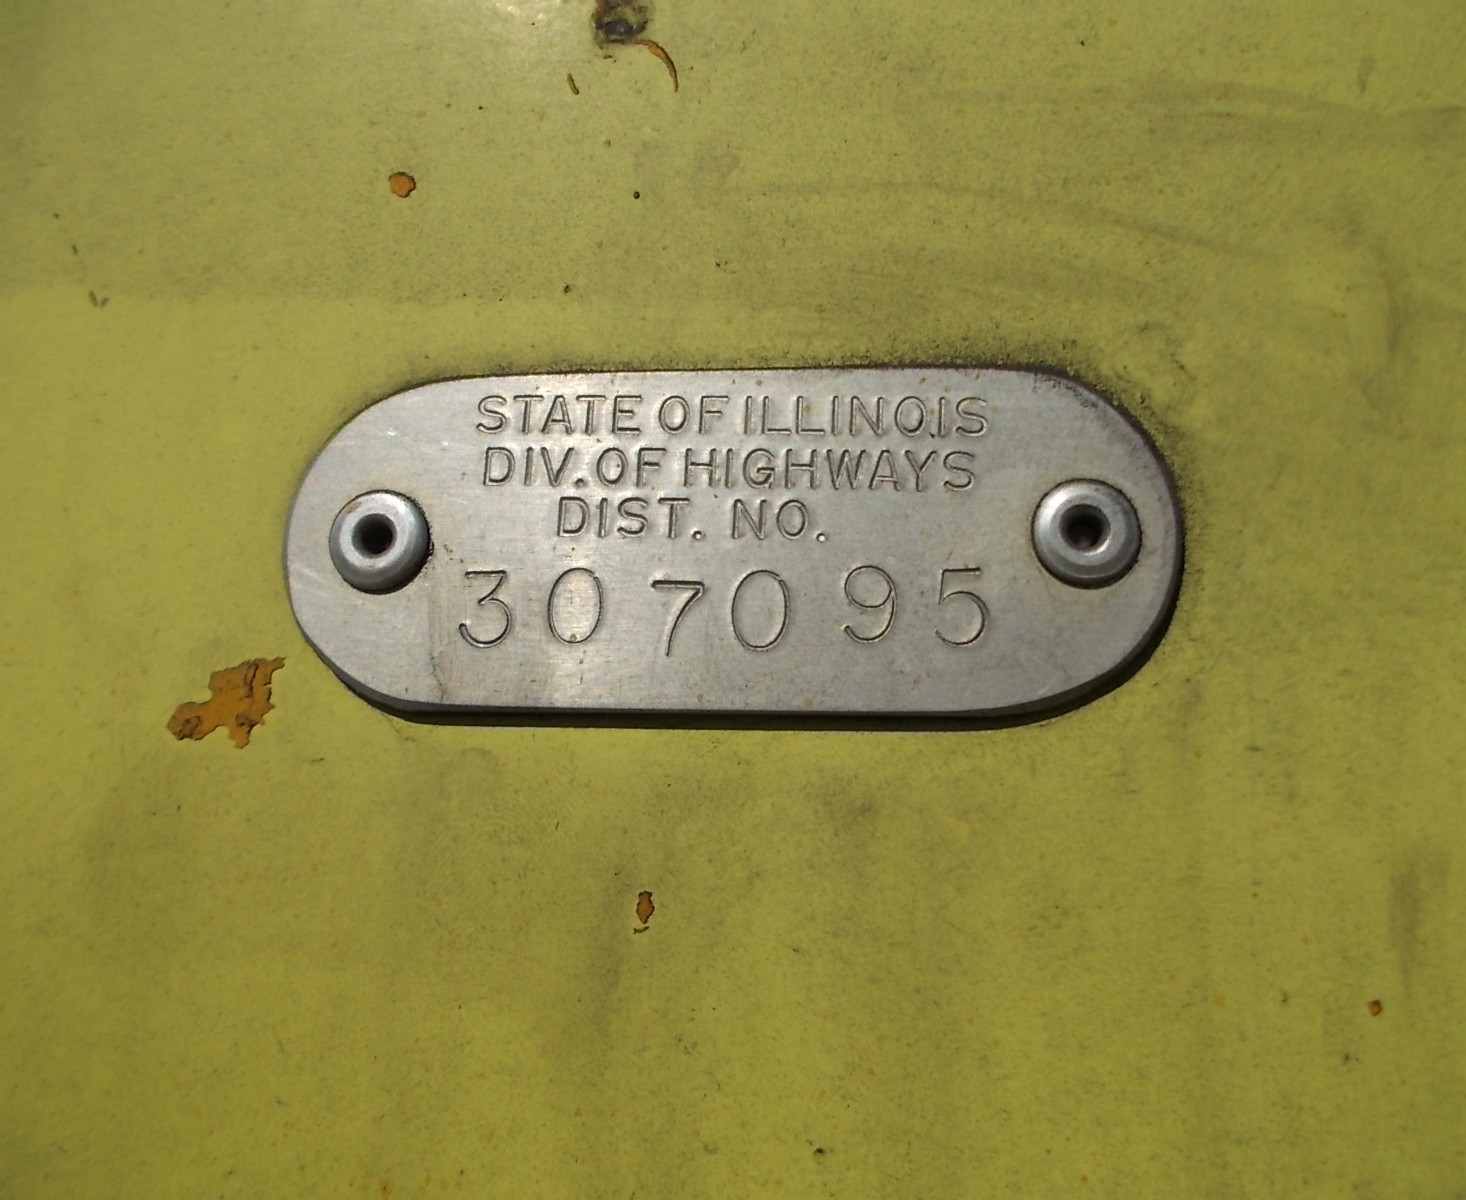 STATE OF ILLINOIS
DIV. OF HIGHWAYS
DIST. NO.
307095